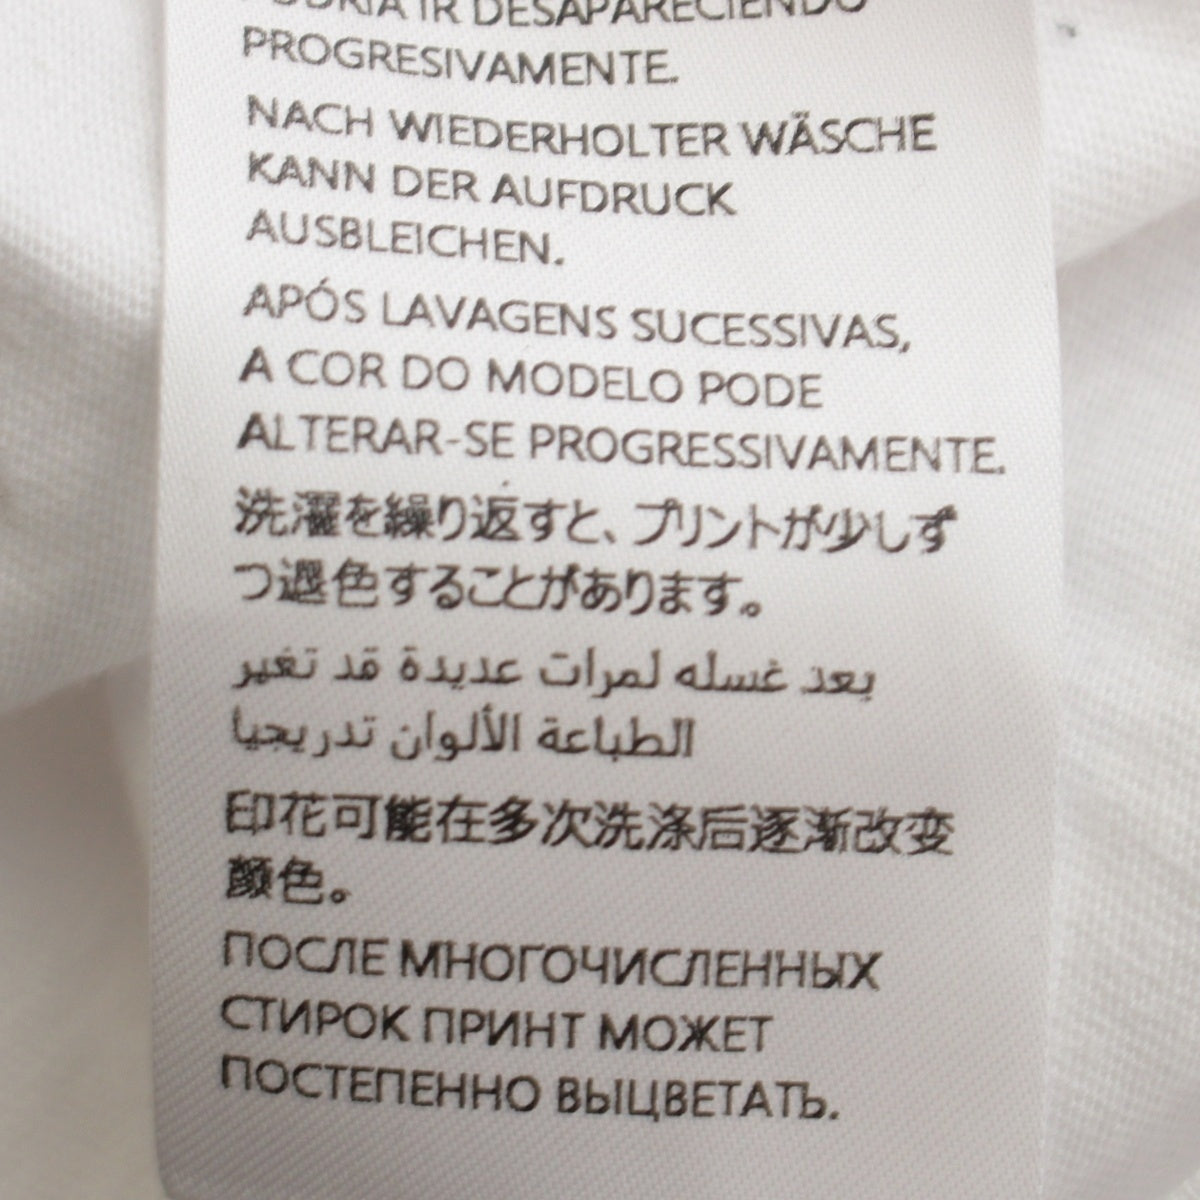 PODRÍA IR DESAPARECIENDO
PROGRESIVAMENTE.
NACH WIEDERHOLTER WÄSCHE
KANN DER AUFDRUCK
AUSBLEICHEN.
APÓS LAVAGENS SUCESSIVAS,
A COR DO MODELO PODE
ALTERAR-SE PROGRESSIVAMENTE.
洗濯を繰り返すと、プリントが少しず
つ退色することがあります。
بعد غسله لمرات عديدة قد تغير
الطباعة الألوان تدريجيا
印花可能在多次洗涤后逐渐改变
颜色。
ПОСЛЕ МНОГОЧИСЛЕННЫХ
СТИРОК ПРИНТ МОЖЕТ
ПОСТЕПЕННО ВЫЦВЕТАТЬ.